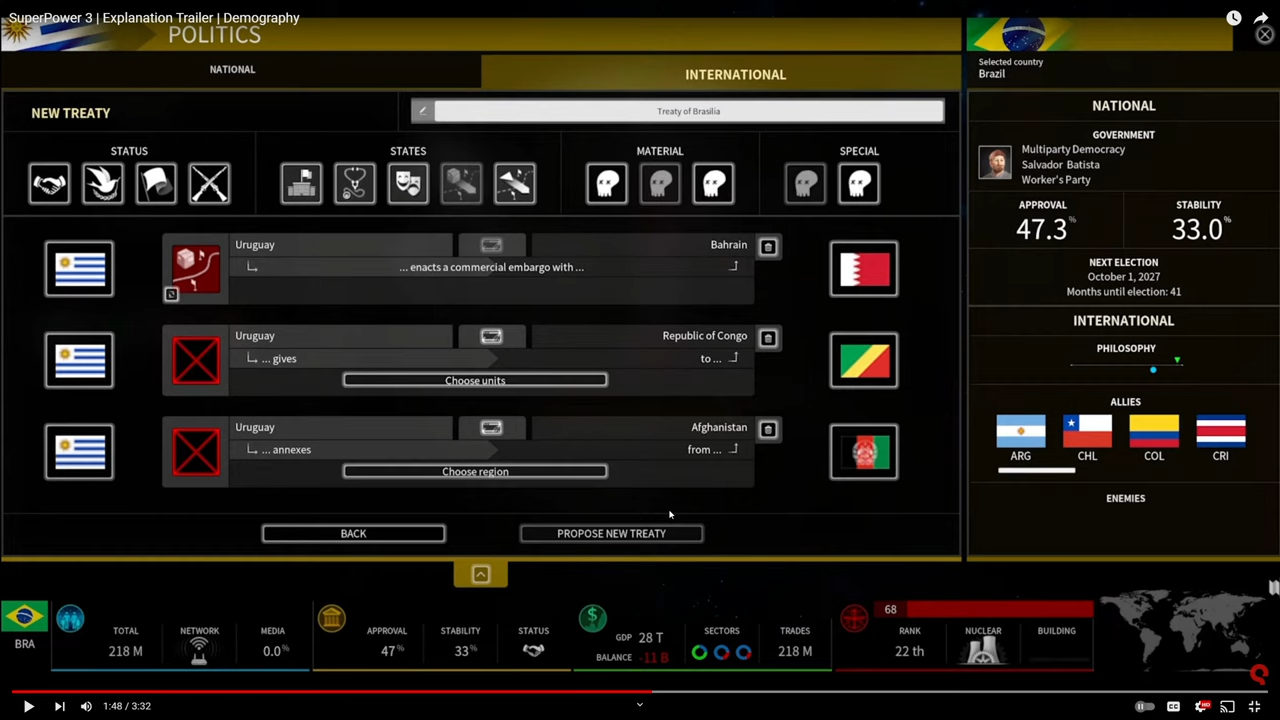 SuperPower 3 | Explanation Trailer | Demography
POLITICS
NATIONAL
INTERNATIONAL
NEW TREATY
Treaty of Brasilia
STATUS
STATES
MATERIAL
SPECIAL
Uruguay
Bahrain
... enacts a commercial embargo with ...
Uruguay
Republic of Congo
... gives
to ...
Choose units
Uruguay
Afghanistan
... annexes
from ...
Choose region
BACK
PROPOSE NEW TREATY
Selected country
Brazil
NATIONAL
GOVERNMENT
Multiparty Democracy
Salvador Batista
Worker's Party
APPROVAL
STABILITY
47.3 %
33.0 %
NEXT ELECTION
October 1, 2027
Months until election: 41
INTERNATIONAL
PHILOSOPHY
ALLIES
ARG
CHL
COL
CRI
ENEMIES
BRA
TOTAL
218 M
NETWORK
MEDIA
0.0%
APPROVAL
47%
STABILITY
33%
STATUS
GDP 28 T
BALANCE -11 B
SECTORS
TRADES
218 M
68
RANK
22 th
NUCLEAR
BUILDING
1:48 / 3:32
CC
HD